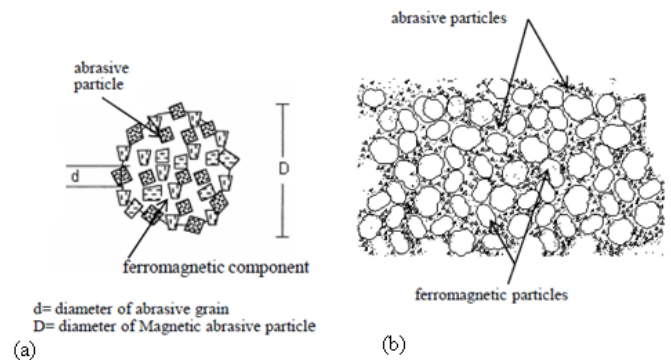 abrasive
particle
d
D
ferromagnetic component
d= diameter of abrasive grain
D= diameter of Magnetic abrasive particle
(a)
abrasive particles
ferromagnetic particles
(b)